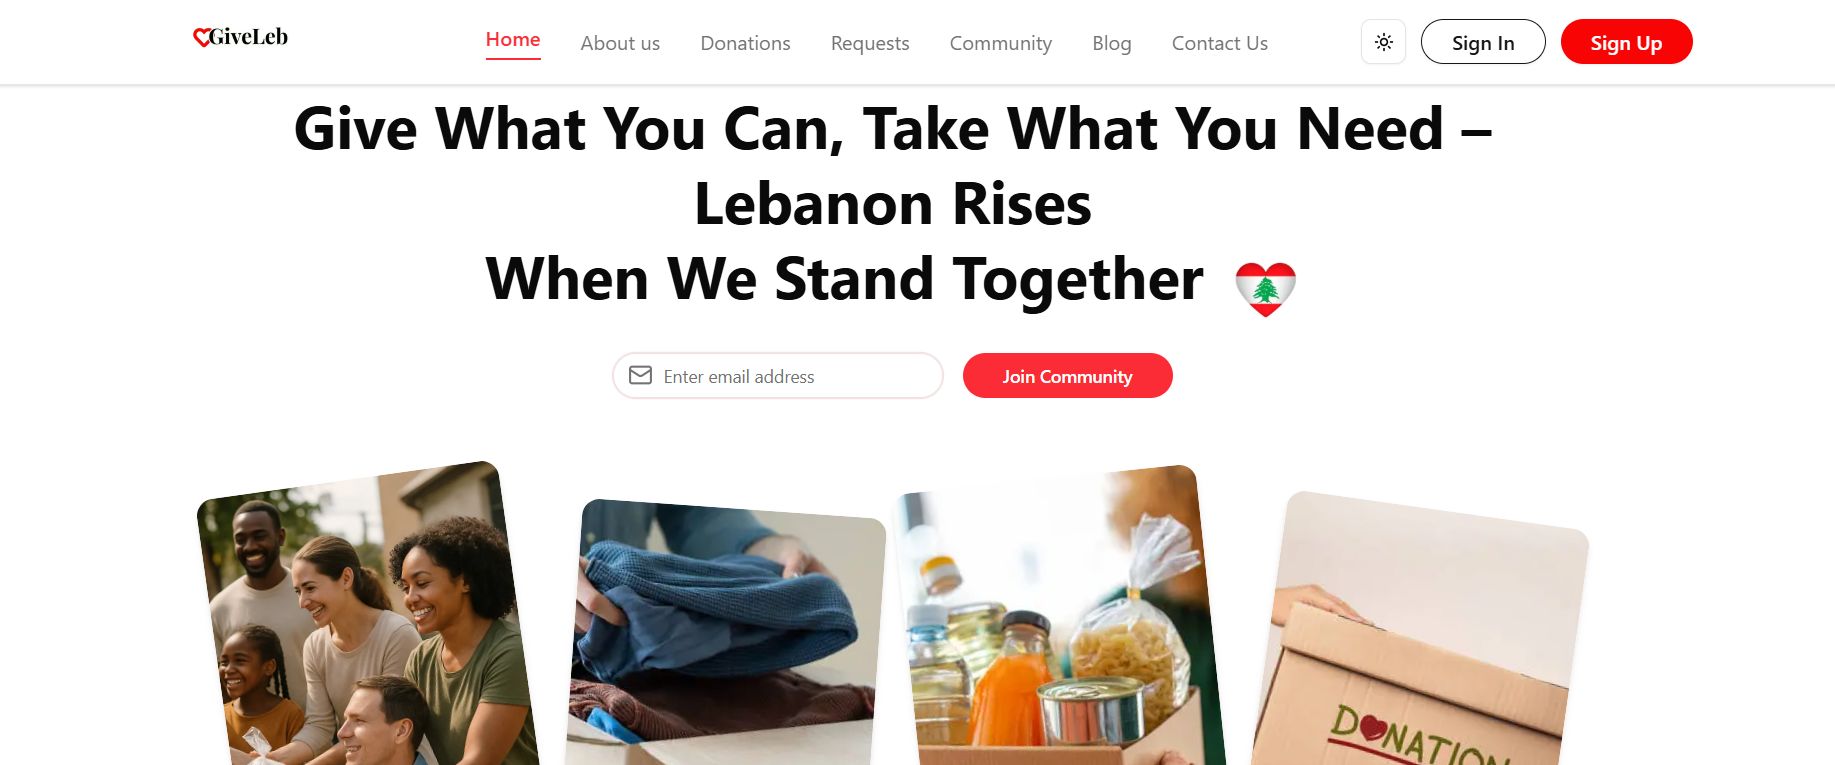 GiveLeb
Home
About us
Donations
Requests
Community
Blog
Contact Us
Sign In
Sign Up
Give What You Can, Take What You Need –
Lebanon Rises
When We Stand Together
Enter email address
Join Community
DONATION